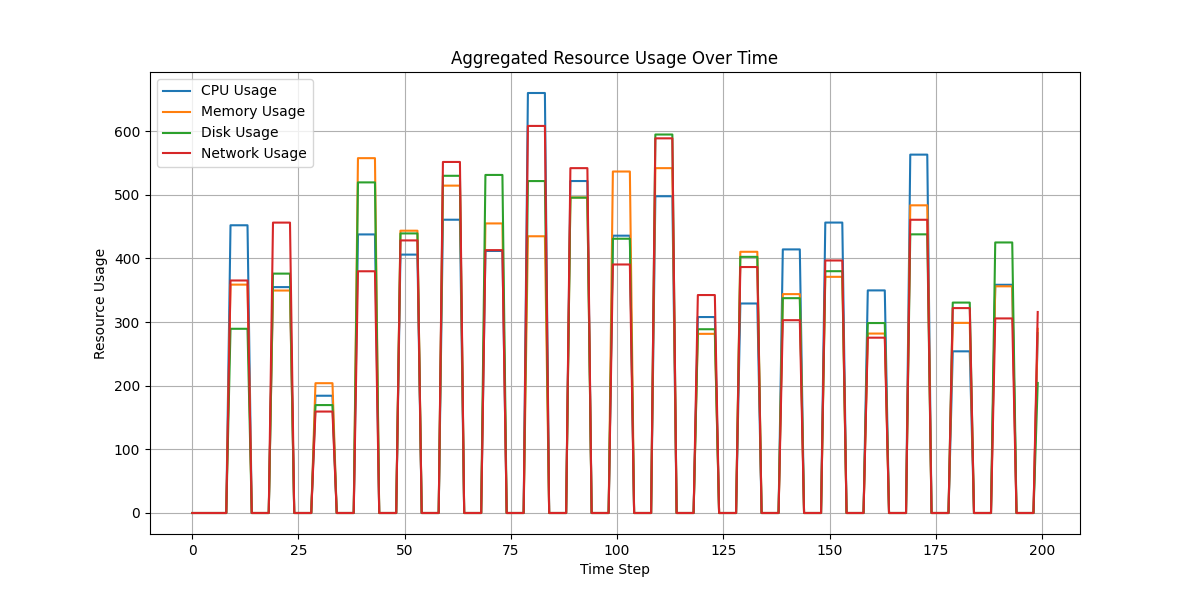 Aggregated Resource Usage Over Time
CPU Usage
Memory Usage
Disk Usage
Network Usage
Resource Usage
600
500
400
300
200
100
0
0 25 50 75 100 125 150 175 200
Time Step